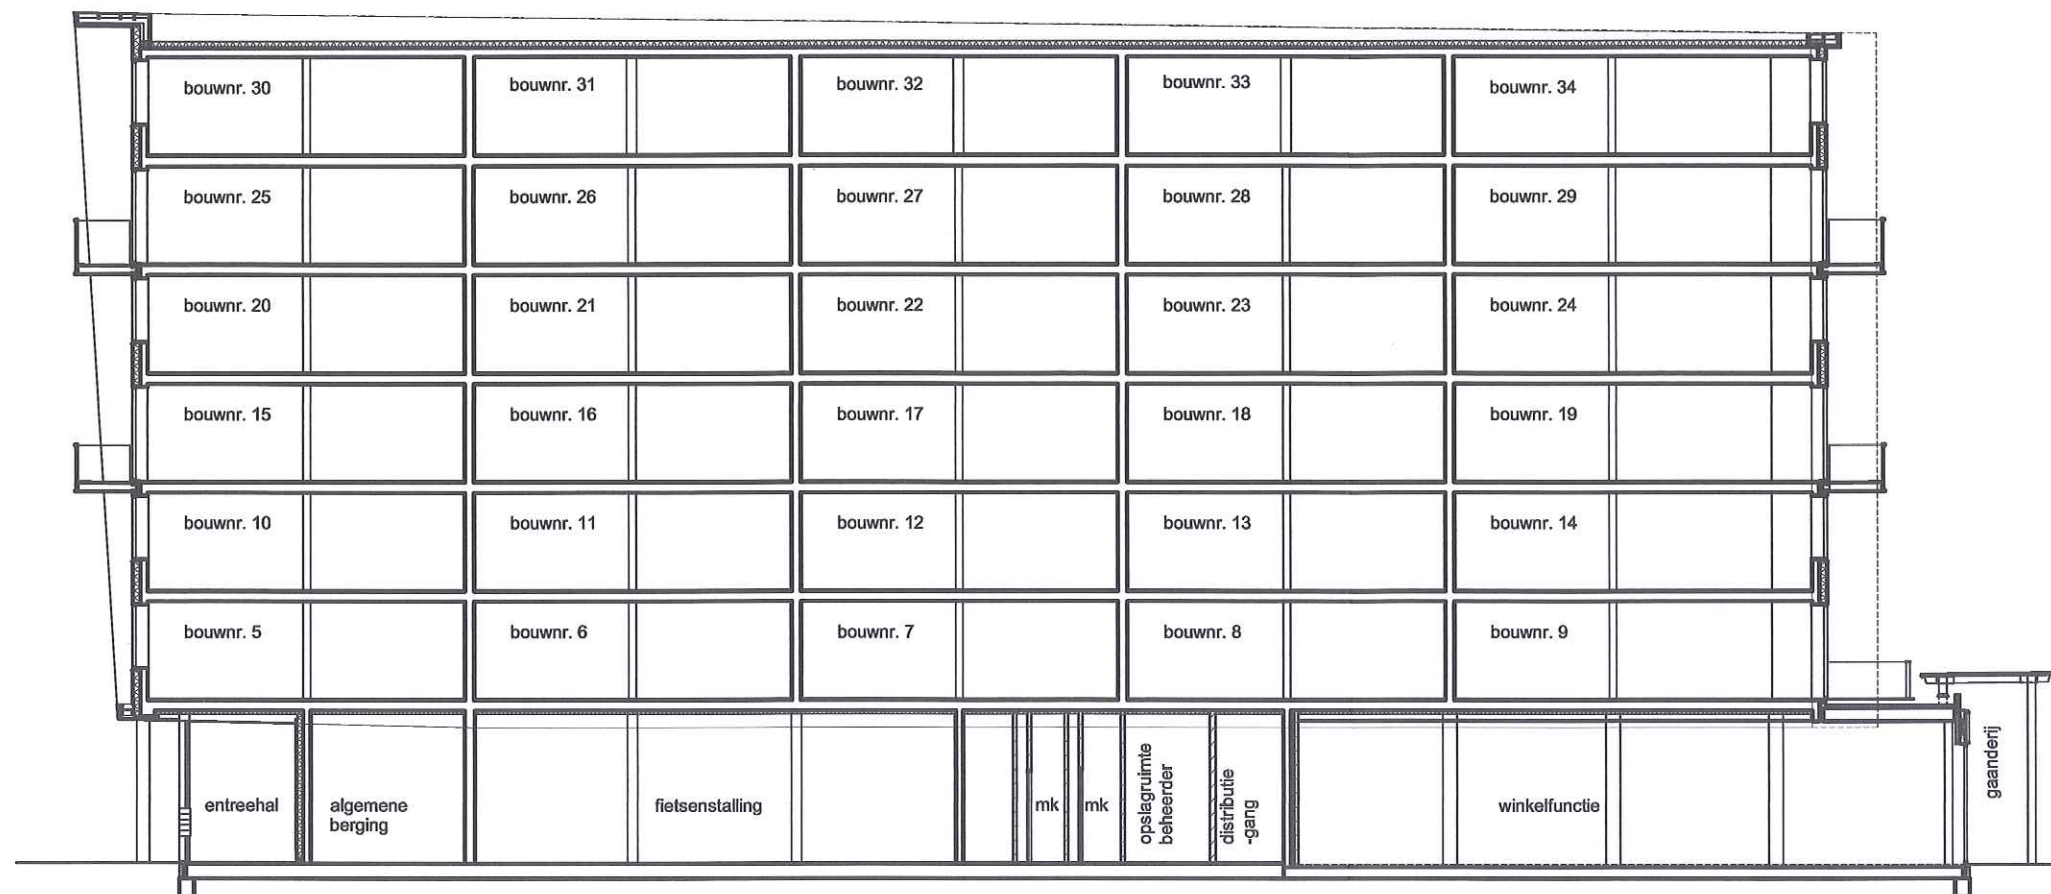 bouwnr. 30
bouwnr. 31
bouwnr. 32
bouwnr. 33
bouwnr. 34
bouwnr. 25
bouwnr. 26
bouwnr. 27
bouwnr. 28
bouwnr. 29
bouwnr. 20
bouwnr. 21
bouwnr. 22
bouwnr. 23
bouwnr. 24
bouwnr. 15
bouwnr. 16
bouwnr. 17
bouwnr. 18
bouwnr. 19
bouwnr. 10
bouwnr. 11
bouwnr. 12
bouwnr. 13
bouwnr. 14
bouwnr. 5
bouwnr. 6
bouwnr. 7
bouwnr. 8
bouwnr. 9
entreehal
algemene
berging
fietsenstalling
mk
mk
opslagruimte
beheerder
distributie
-gang
winkelfunctie
gaanderij